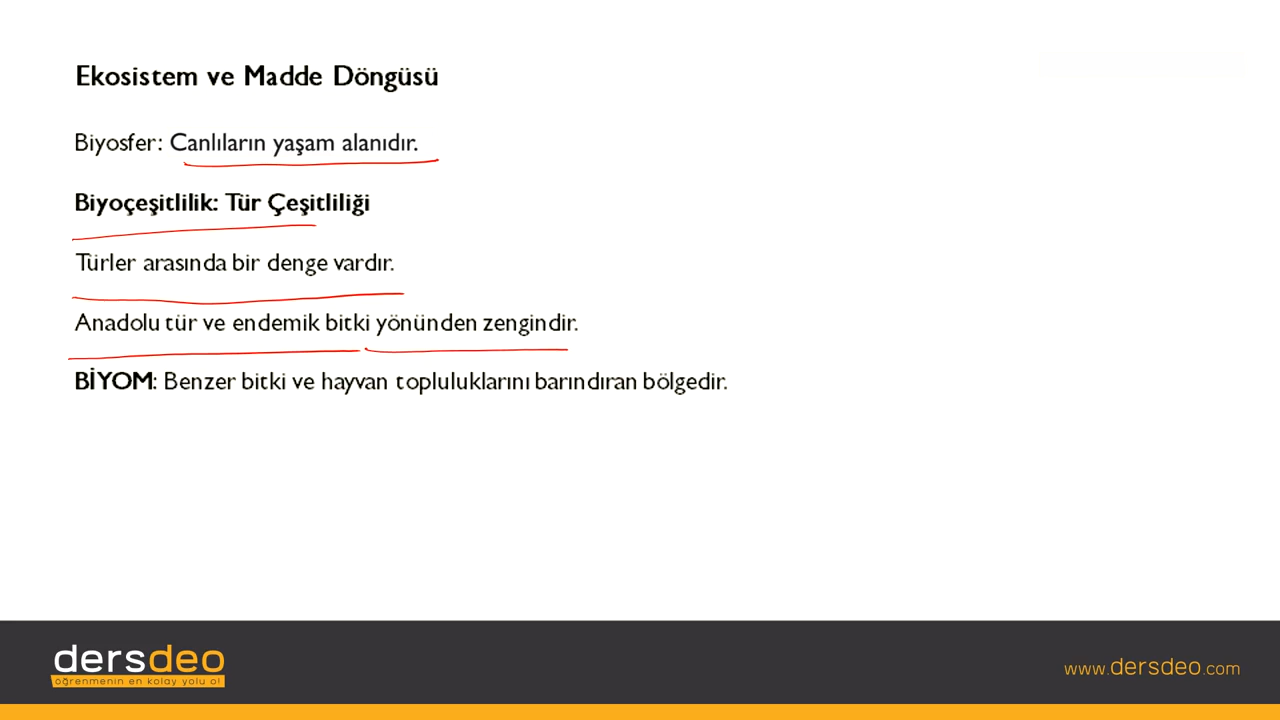 Ekosistem ve Madde Döngüsü
Biyosfer: Canlıların yaşam alanıdır.
Biyoçeşitlilik: Tür Çeşitliliği
Türler arasında bir denge vardır.
Anadolu tür ve endemik bitki yönünden zengindir.
BİYOM: Benzer bitki ve hayvan topluluklarını barındıran bölgedir.
dersdeo
öğrenmenin en kolay yolu o!
www.dersdeo.com